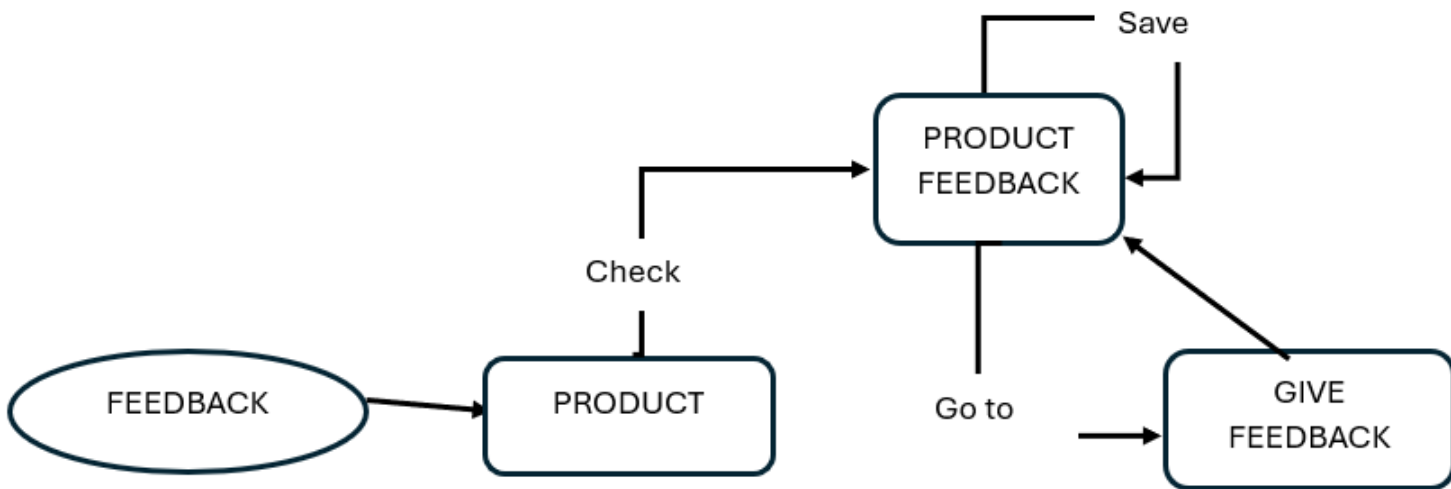 Save
PRODUCT
FEEDBACK
Check
FEEDBACK
PRODUCT
Go to
GIVE
FEEDBACK